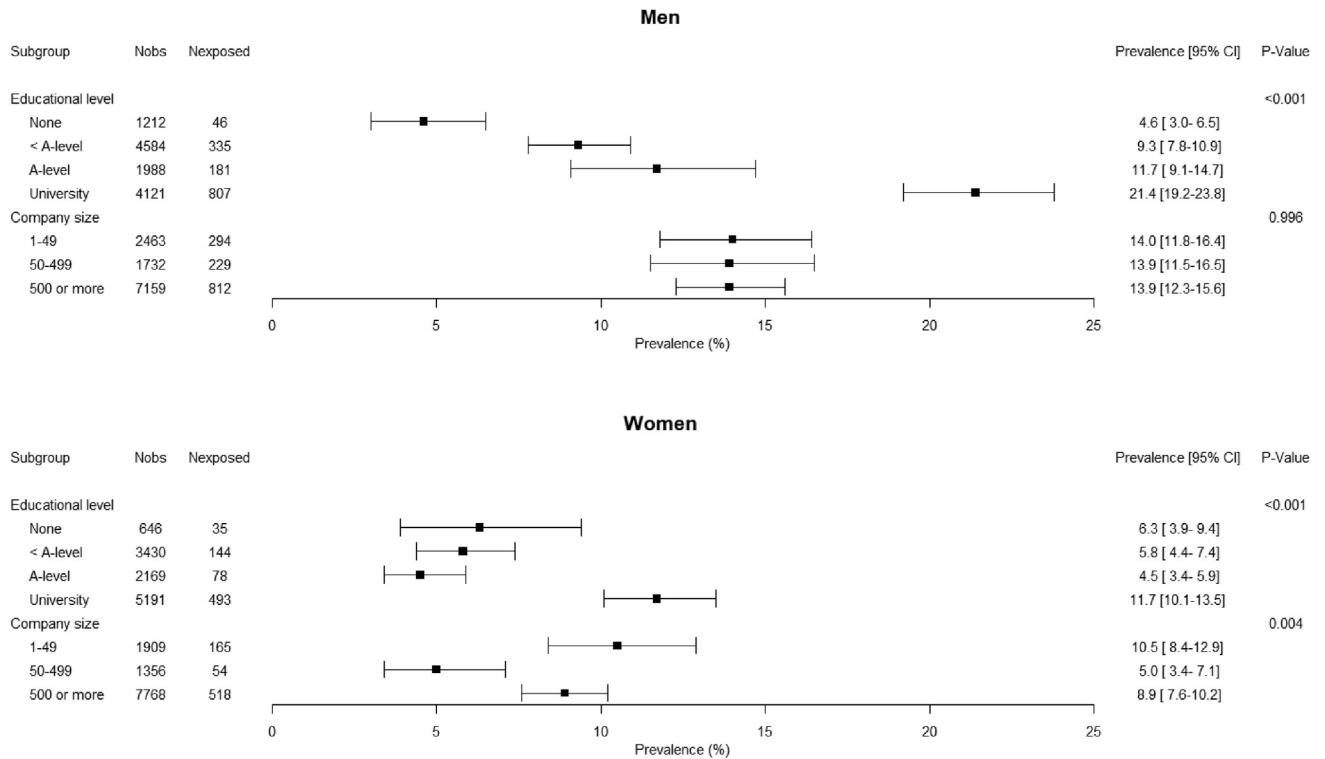 Men
Subgroup Nobs Nexposed Prevalence [95% CI] P-Value
Educational level <0.001
None 1212 46 4.6 [ 3.0- 6.5]
< A-level 4584 335 9.3 [ 7.8-10.9]
A-level 1988 181 11.7 [ 9.1-14.7]
University 4121 807 21.4 [19.2-23.8]
Company size 0.996
1-49 2463 294 14.0 [11.8-16.4]
50-499 1732 229 13.9 [11.5-16.5]
500 or more 7159 812 13.9 [12.3-15.6]
0 5 10 15 20 25
Prevalence (%)
Women
Subgroup Nobs Nexposed Prevalence [95% CI] P-Value
Educational level <0.001
None 646 35 6.3 [ 3.9- 9.4]
< A-level 3430 144 5.8 [ 4.4- 7.4]
A-level 2169 78 4.5 [ 3.4- 5.9]
University 5191 493 11.7 [10.1-13.5]
Company size 0.004
1-49 1909 165 10.5 [ 8.4-12.9]
50-499 1356 54 5.0 [ 3.4- 7.1]
500 or more 7768 518 8.9 [ 7.6-10.2]
0 5 10 15 20 25
Prevalence (%)